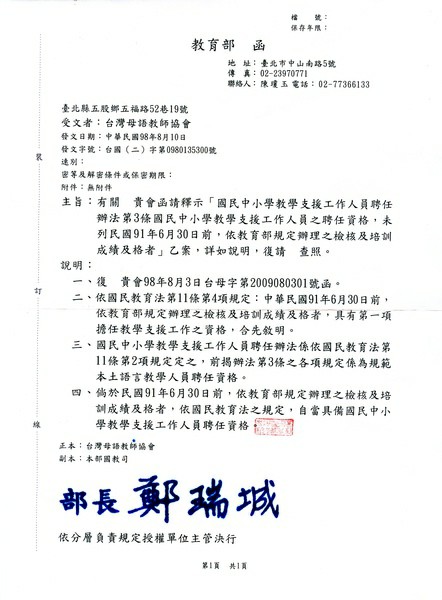 檔　　號：
保存年限：
教育部　函
地　址：臺北市中山南路5號
傳　真：02-23970771
聯絡人：陳瓊玉 電話：02-77366133
臺北縣五股鄉五福路52巷19號
受文者：台灣母語教師協會
發文日期：中華民國98年8月10日
發文字號：台國（二）字第0980135300號
速別：
密等及解密條件或保密期限：
附件：無附件
主旨：有關　貴會函請釋示「國民中小學教學支援工作人員聘任
辦法第3條國民中小學教學支援工作人員之聘任資格，未
列民國91年6月30日前，依教育部規定辦理之檢核及培訓
成績及格者」乙案，詳如說明，復請　查照。
說明：
一、復　貴會98年8月3日台母字第2009080301號函。
二、依國民教育法第11條第4項規定：中華民國91年6月30日前，
依教育部規定辦理之檢核及培訓成績及格者，具有第一項
擔任教學支援工作之資格，合先敘明。
三、國民中小學教學支援工作人員聘任辦法係依國民教育法第
11條第2項規定定之，前揭辦法第3條之各項規定係為規範
本土語言教學人員聘任資格。
四、倘於民國91年6月30日前，依教育部規定辦理之檢核及培
訓成績及格者，依國民教育法之規定，自當具備國民中小
學教學支援工作人員聘任資格
正本：台灣母語教師協會
副本：本部國教司
部長 鄭瑞城
依分層負責規定授權單位主管決行
第1頁　共1頁
裝
訂
線